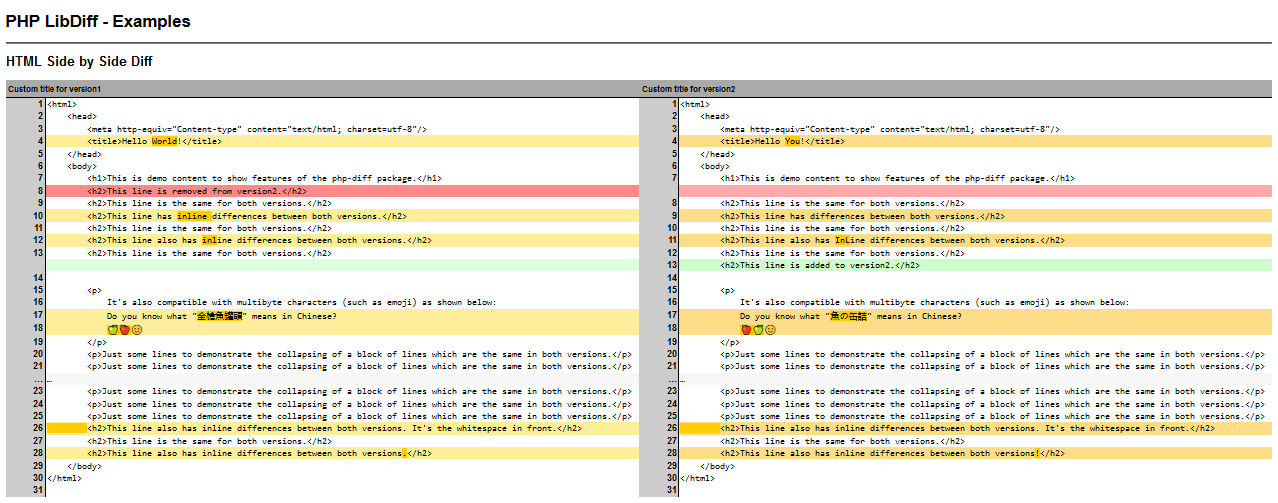 PHP LibDiff - Examples
HTML Side by Side Diff
Custom title for version1
1 <html>
2 <head>
3 <meta http-equiv="Content-type" content="text/html; charset=utf-8"/>
4 <title>Hello World!</title>
5 </head>
6 <body>
7 <h1>This is demo content to show features of the php-diff package.</h1>
8 <h2>This line is removed from version2.</h2>
9 <h2>This line is the same for both versions.</h2>
10 <h2>This line has inline differences between both versions.</h2>
11 <h2>This line is the same for both versions.</h2>
12 <h2>This line also has inline differences between both versions.</h2>
13 <h2>This line is the same for both versions.</h2>
14
15 <p>
16 It's also compatible with multibyte characters (such as emoji) as shown below:
17 Do you know what "金槍魚罐頭" means in Chinese?
18 🍏🍎🙂
19 </p>
20 <p>Just some lines to demonstrate the collapsing of a block of lines which are the same in both versions.</p>
21 <p>Just some lines to demonstrate the collapsing of a block of lines which are the same in both versions.</p>
… …
23 <p>Just some lines to demonstrate the collapsing of a block of lines which are the same in both versions.</p>
24 <p>Just some lines to demonstrate the collapsing of a block of lines which are the same in both versions.</p>
25 <p>Just some lines to demonstrate the collapsing of a block of lines which are the same in both versions.</p>
26 <h2>This line also has inline differences between both versions. It's the whitespace in front.</h2>
27 <h2>This line is the same for both versions.</h2>
28 <h2>This line also has inline differences between both versions.</h2>
29 </body>
30 </html>
31
Custom title for version2
1 <html>
2 <head>
3 <meta http-equiv="Content-type" content="text/html; charset=utf-8"/>
4 <title>Hello You!</title>
5 </head>
6 <body>
7 <h1>This is demo content to show features of the php-diff package.</h1>
8 <h2>This line is the same for both versions.</h2>
9 <h2>This line has differences between both versions.</h2>
10 <h2>This line is the same for both versions.</h2>
11 <h2>This line also has InLine differences between both versions.</h2>
12 <h2>This line is the same for both versions.</h2>
13 <h2>This line is added to version2.</h2>
14
15 <p>
16 It's also compatible with multibyte characters (such as emoji) as shown below:
17 Do you know what "魚の缶詰" means in Chinese?
18 🍎🍏🙂
19 </p>
20 <p>Just some lines to demonstrate the collapsing of a block of lines which are the same in both versions.</p>
21 <p>Just some lines to demonstrate the collapsing of a block of lines which are the same in both versions.</p>
… …
23 <p>Just some lines to demonstrate the collapsing of a block of lines which are the same in both versions.</p>
24 <p>Just some lines to demonstrate the collapsing of a block of lines which are the same in both versions.</p>
25 <p>Just some lines to demonstrate the collapsing of a block of lines which are the same in both versions.</p>
26 <h2>This line also has inline differences between both versions. It's the whitespace in front.</h2>
27 <h2>This line is the same for both versions.</h2>
28 <h2>This line also has inline differences between both versions!</h2>
29 </body>
30 </html>
31